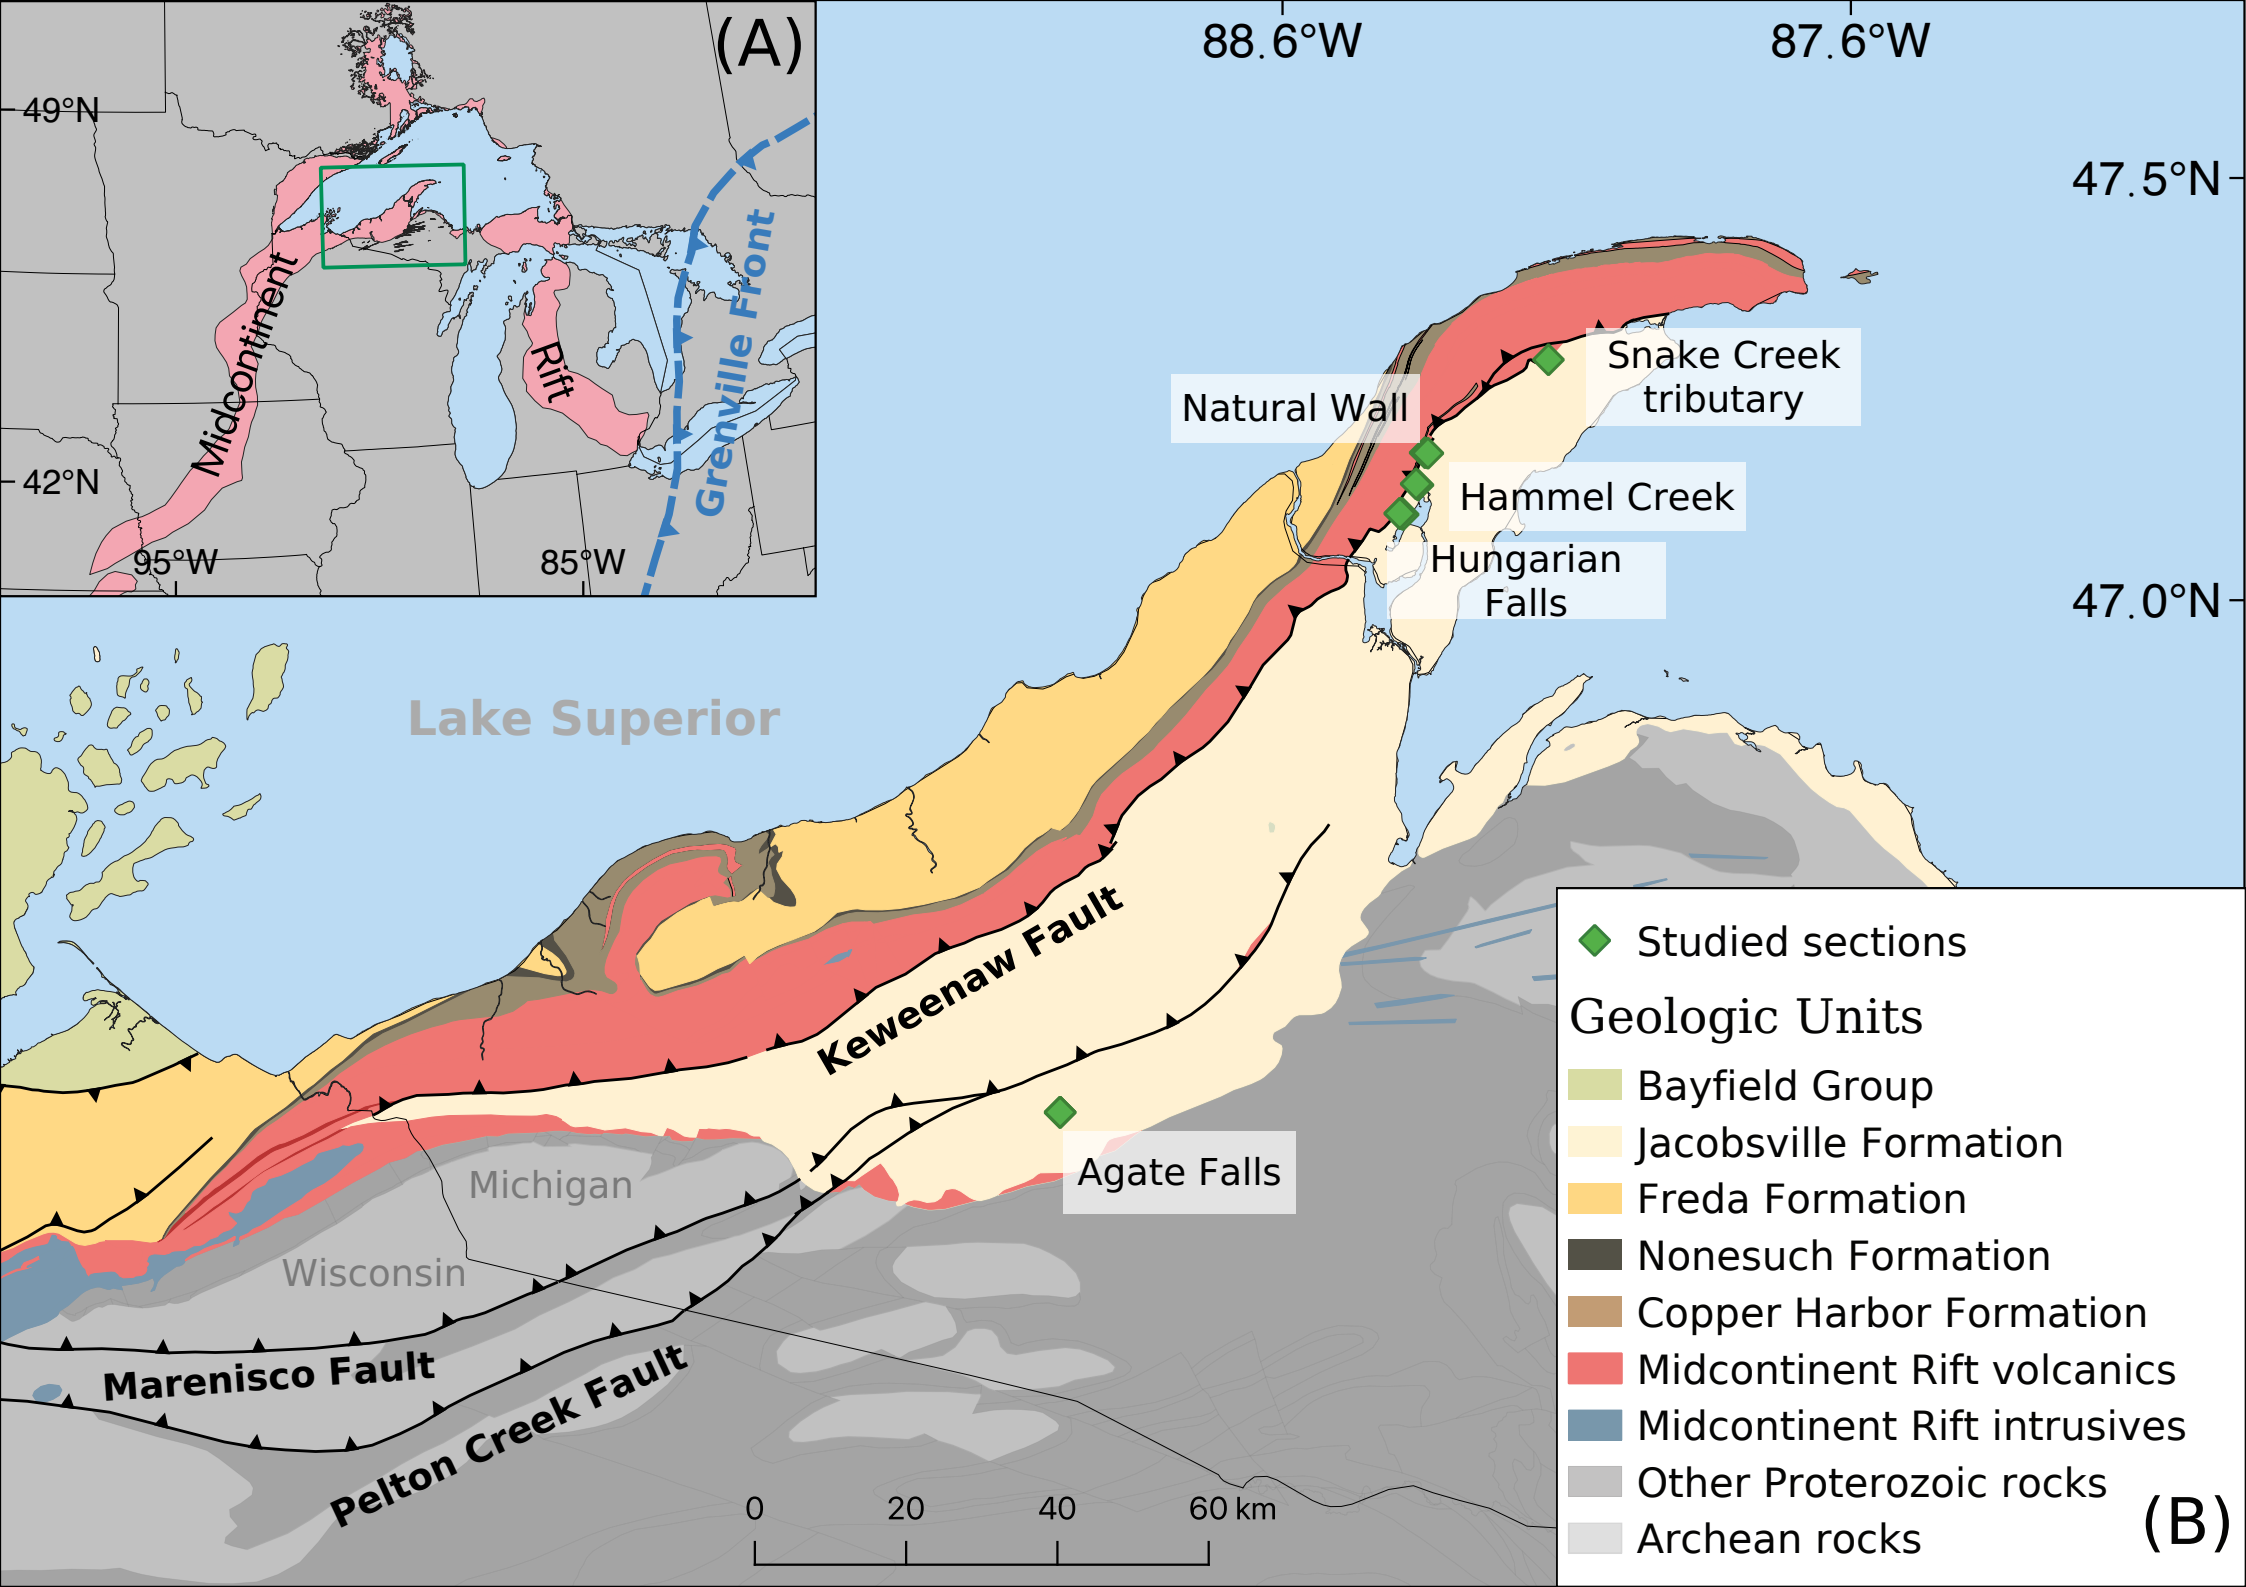 (A)
49°N
42°N
95°W
85°W
Midcontinent
Rift
Grenville Front
88.6°W
87.6°W
47.5°N
47.0°N
Snake Creek
tributary
Natural Wall
Hammel Creek
Hungarian
Falls
Lake Superior
Keweenaw Fault
Agate Falls
Michigan
Wisconsin
Marenisco Fault
Pelton Creek Fault
0 20 40 60 km
Studied sections
Geologic Units
Bayfield Group
Jacobsville Formation
Freda Formation
Nonesuch Formation
Copper Harbor Formation
Midcontinent Rift volcanics
Midcontinent Rift intrusives
Other Proterozoic rocks
Archean rocks
(B)